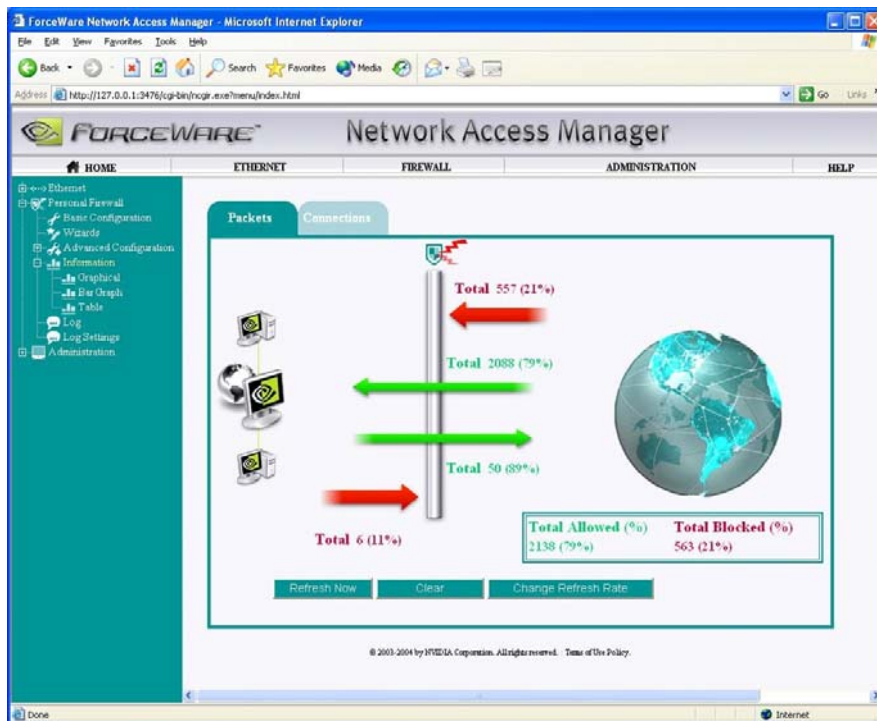 ForceWare Network Access Manager - Microsoft Internet Explorer
File Edit View Favorites Tools Help
Back Search Favorites Media
Address http://127.0.0.1:3476/cgi-bin/ncgir.exe?menu/index.html Go Links
FORCEWARE™ Network Access Manager
HOME ETHERNET FIREWALL ADMINISTRATION HELP
Ethernet
Personal Firewall
Basic Configuration
Wizards
Advanced Configuration
Information
Graphical
Bar Graph
Table
Log
Log Settings
Administration
Packets Connections
Total 557 (21%)
Total 2088 (79%)
Total 50 (89%)
Total 6 (11%)
Total Allowed (%) Total Blocked (%)
2138 (79%) 563 (21%)
Refresh Now Clear Change Refresh Rate
© 2003-2004 by NVIDIA Corporation. All rights reserved. Terms of Use Policy.
Done Internet